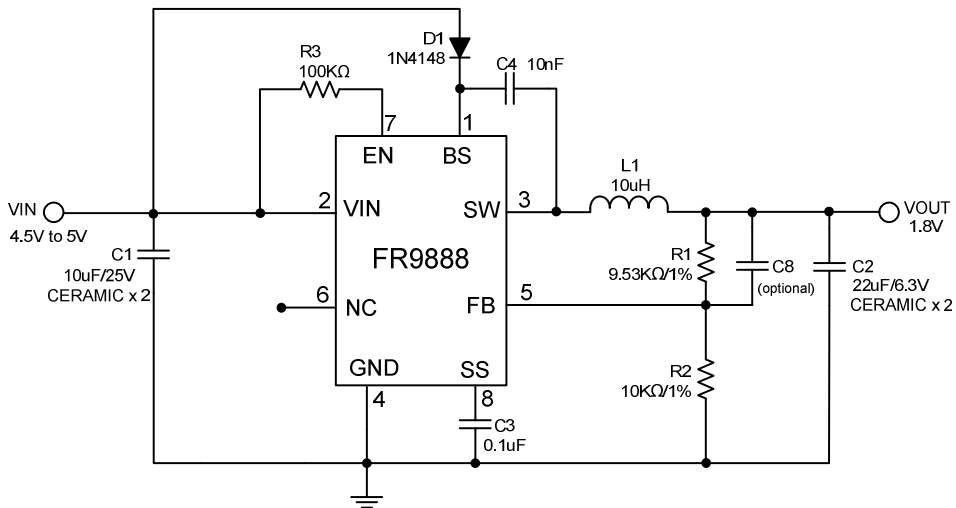 D1
1N4148
R3
100KΩ
C4
10nF
7
1
EN
BS
L1
10uH
VIN
4.5V to 5V
2
VIN
SW
3
VOUT
1.8V
C1
10uF/25V
CERAMIC x 2
FR9888
R1
9.53KΩ/1%
C8
(optional)
C2
22uF/6.3V
CERAMIC x 2
6
NC
FB
5
GND
SS
R2
10KΩ/1%
4
8
C3
0.1uF